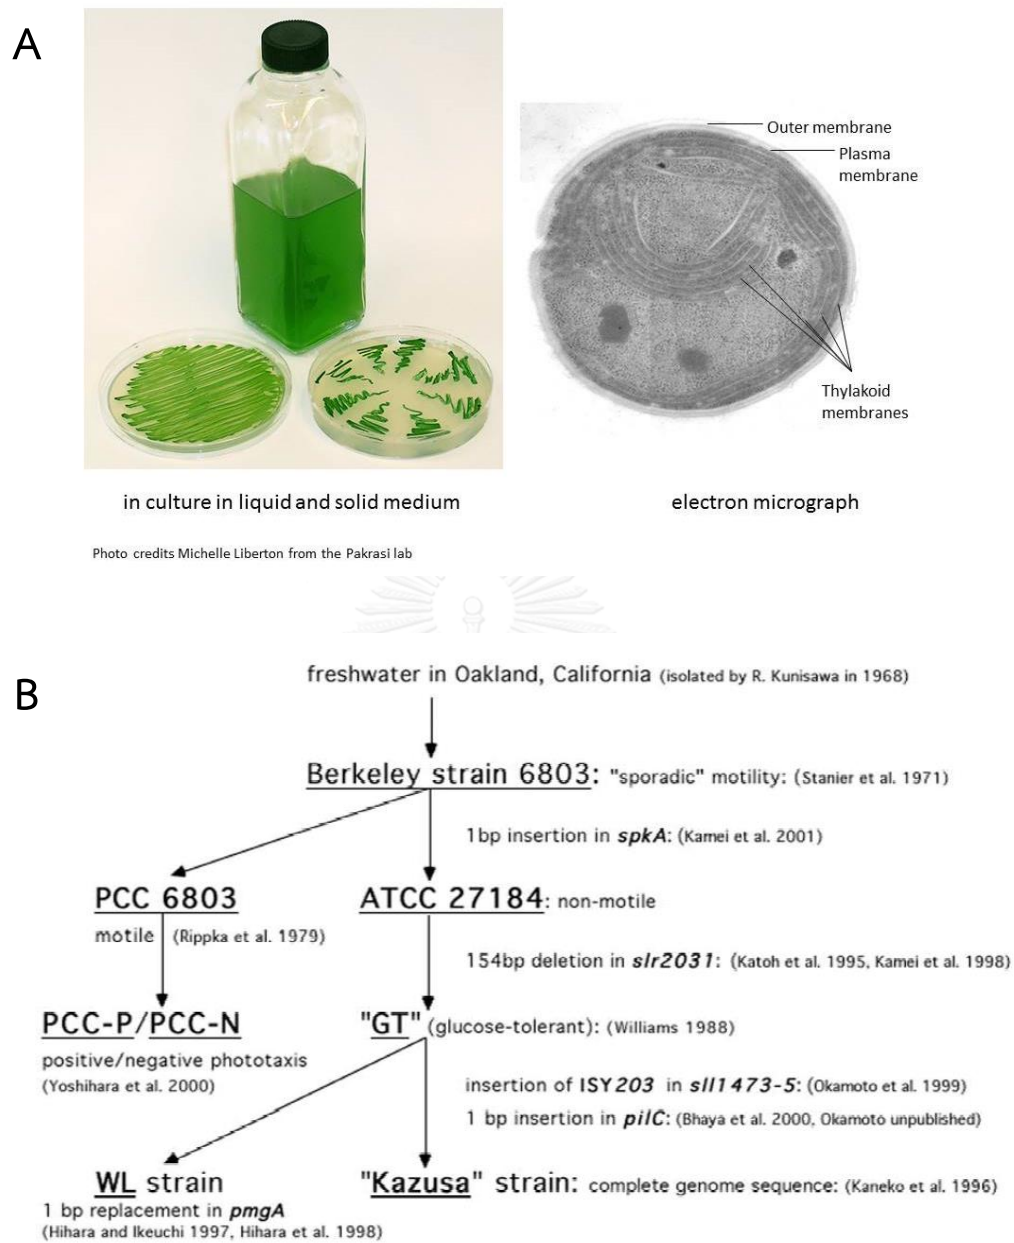 A
Outer membrane
Plasma
membrane
Thylakoid
membranes
in culture in liquid and solid medium
electron micrograph
Photo credits Michelle Liberton from the Pakrasi lab
B
freshwater in Oakland, California (isolated by R. Kunisawa in 1968)
Berkeley strain 6803: "sporadic" motility: (Stanier et al. 1971)
1bp insertion in spkA: (Kamei et al. 2001)
PCC 6803
ATCC 27184: non-motile
motile (Rippka et al. 1979)
154bp deletion in slr2031: (Katoh et al. 1995, Kamei et al. 1998)
PCC-P/PCC-N
"GT" (glucose-tolerant): (Williams 1988)
positive/negative phototaxis
(Yoshihara et al. 2000)
insertion of ISY203 in sll1473-5: (Okamoto et al. 1999)
1 bp insertion in pilC: (Bhaya et al. 2000, Okamoto unpublished)
WL strain
"Kazusa" strain: complete genome sequence: (Kaneko et al. 1996)
1 bp replacement in pmgA
(Hihara and Ikeuchi 1997, Hihara et al. 1998)